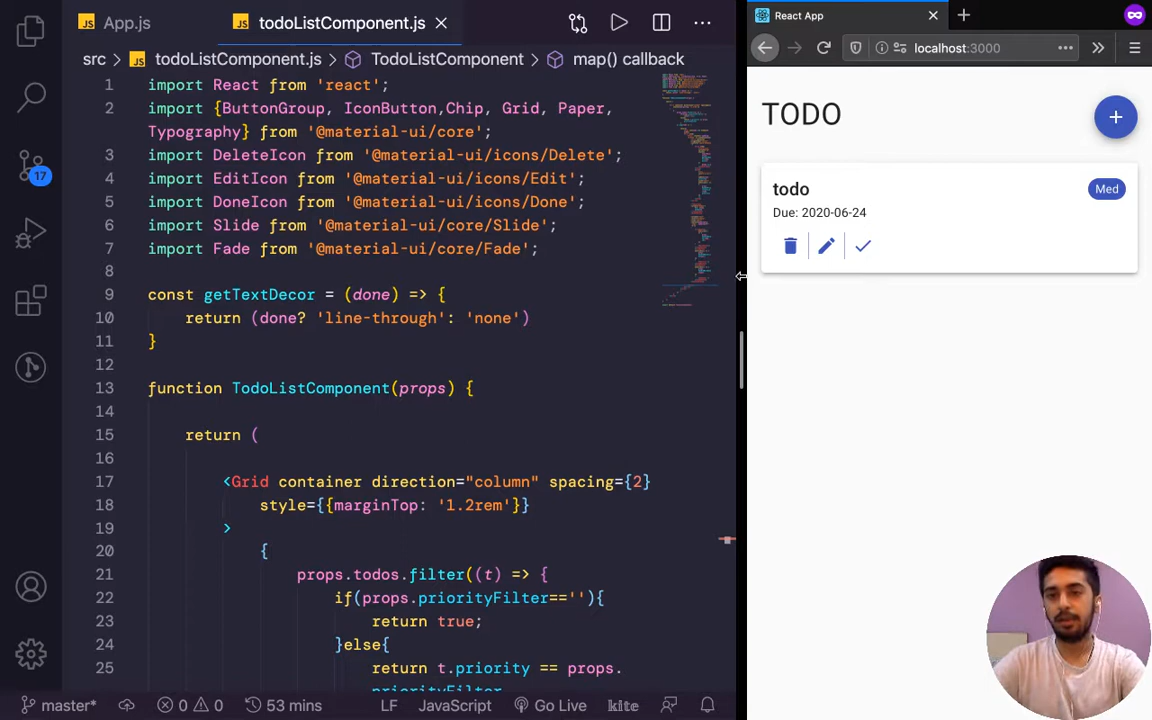 App.js
todoListComponent.js
src > todoListComponent.js > TodoListComponent > map() callback
1 import React from 'react';
2 import {ButtonGroup, IconButton,Chip, Grid, Paper,
Typography} from '@material-ui/core';
3 import DeleteIcon from '@material-ui/icons/Delete';
4 import EditIcon from '@material-ui/icons/Edit';
5 import DoneIcon from '@material-ui/icons/Done';
6 import Slide from '@material-ui/core/Slide';
7 import Fade from '@material-ui/core/Fade';
8
9 const getTextDecor = (done) => {
10 return (done? 'line-through': 'none')
11 }
12
13 function TodoListComponent(props) {
14
15 return (
16
17 <Grid container direction="column" spacing={2}
18 style={{marginTop: '1.2rem'}}
19 >
20 {
21 props.todos.filter((t) => {
22 if(props.priorityFilter==''){
23 return true;
24 }else{
25 return t.priority == props.
priorityFilter
17
master*
0 0
53 mins
LF
JavaScript
Go Live
kite
React App
localhost:3000
TODO
todo
Med
Due: 2020-06-24